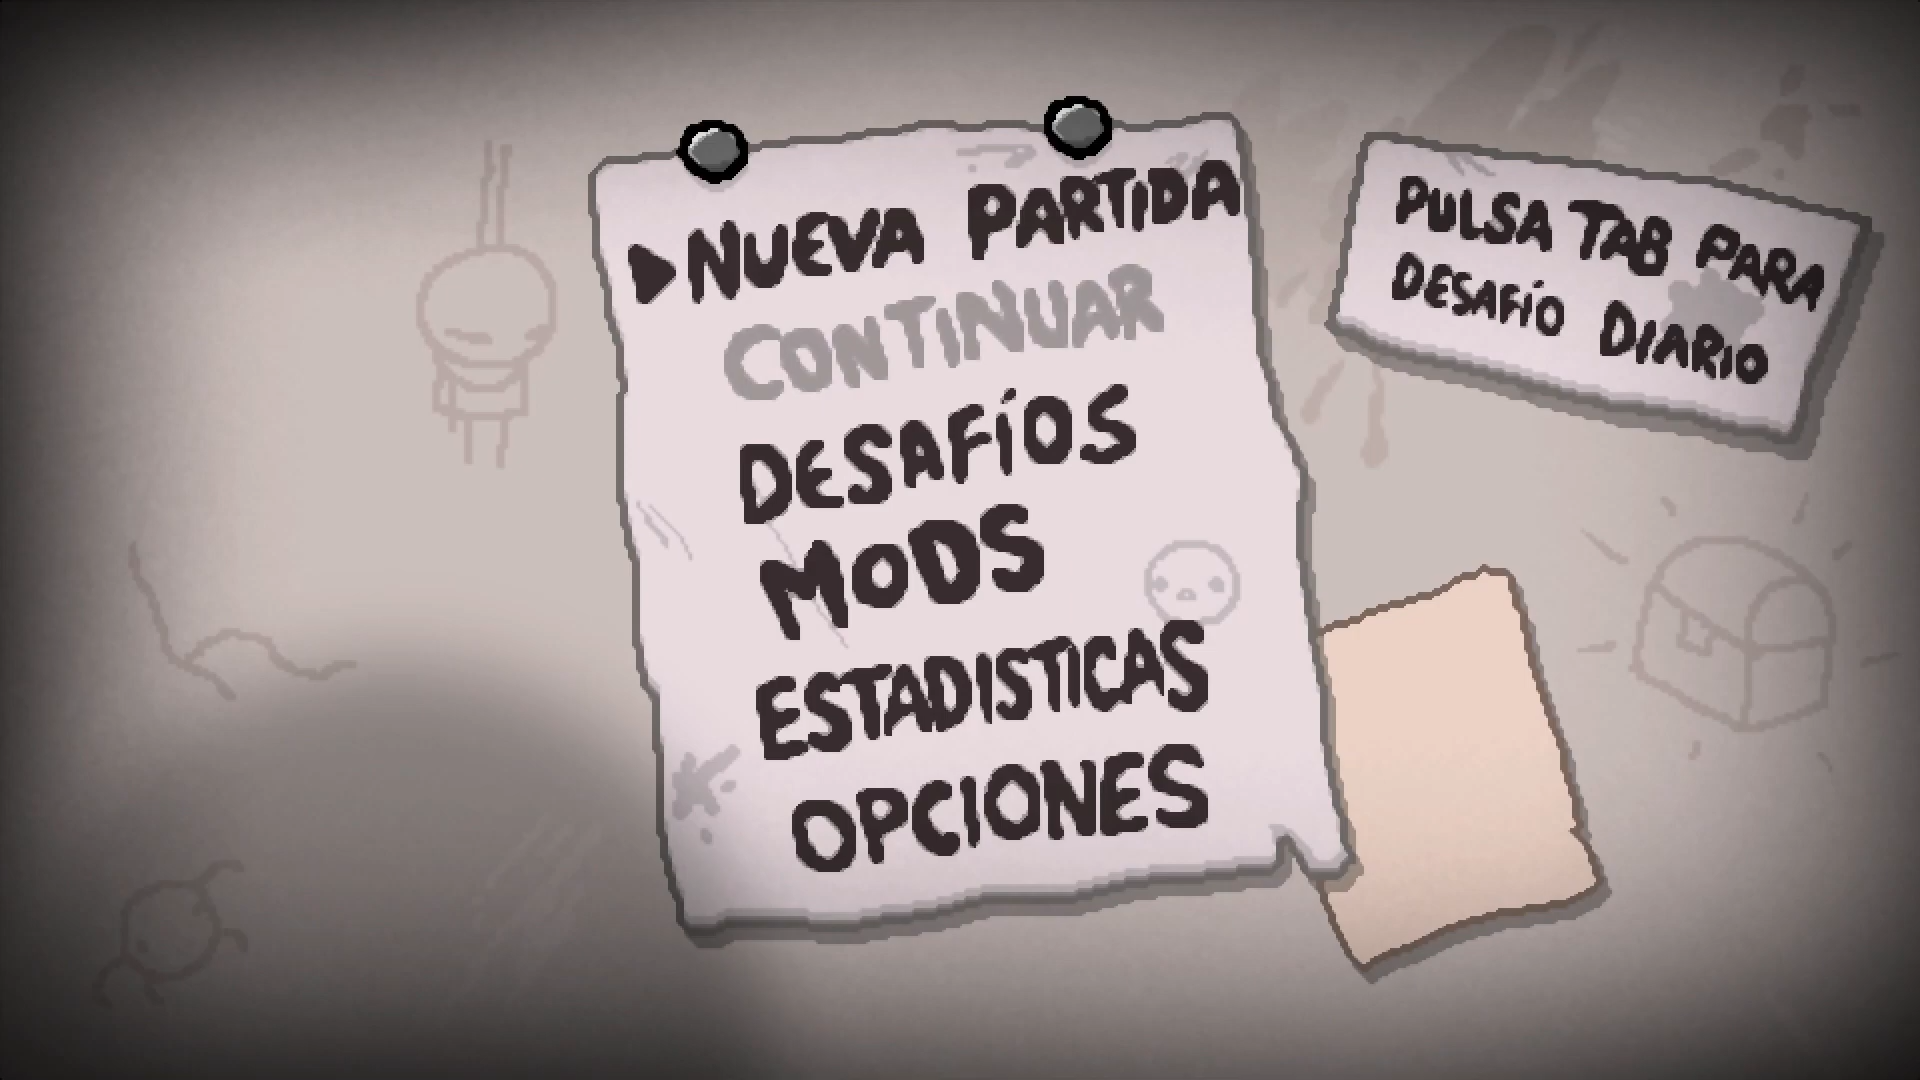 NUEVA PARTIDA
CONTINUAR
DESAFÍOS
MODS
ESTADISTICAS
OPCIONES
PULSA TAB PARA
DESAFÍO DIARIO